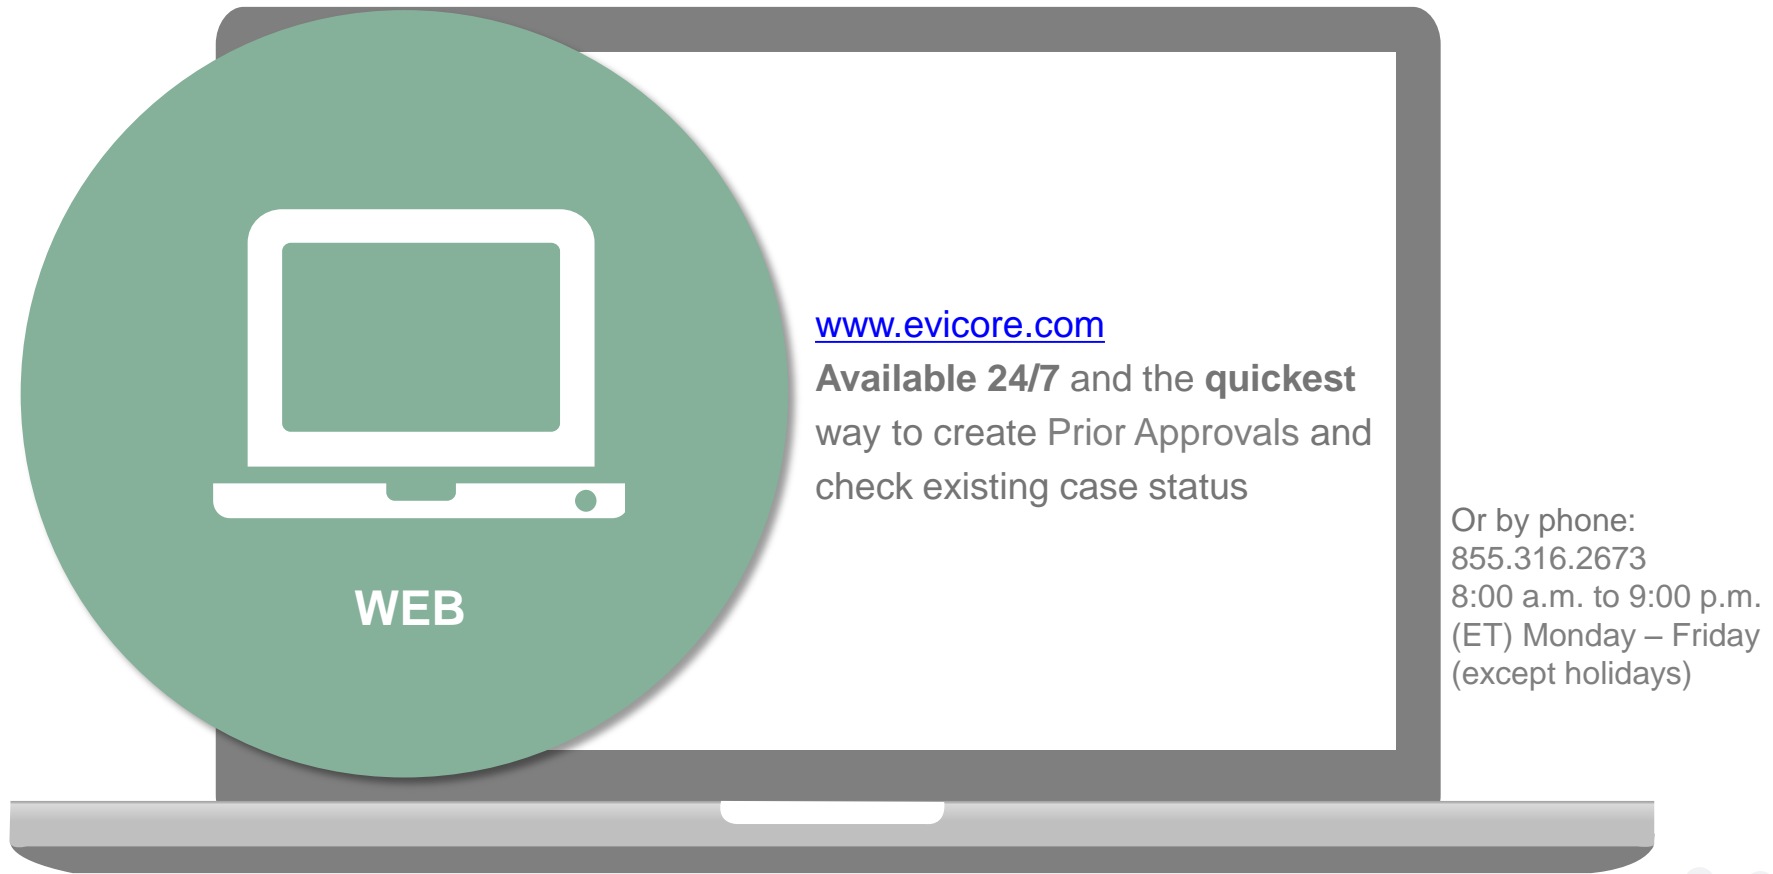 WEB
www.evicore.com
Available 24/7 and the quickest
way to create Prior Approvals and
check existing case status
Or by phone:
855.316.2673
8:00 a.m. to 9:00 p.m.
(ET) Monday – Friday
(except holidays)